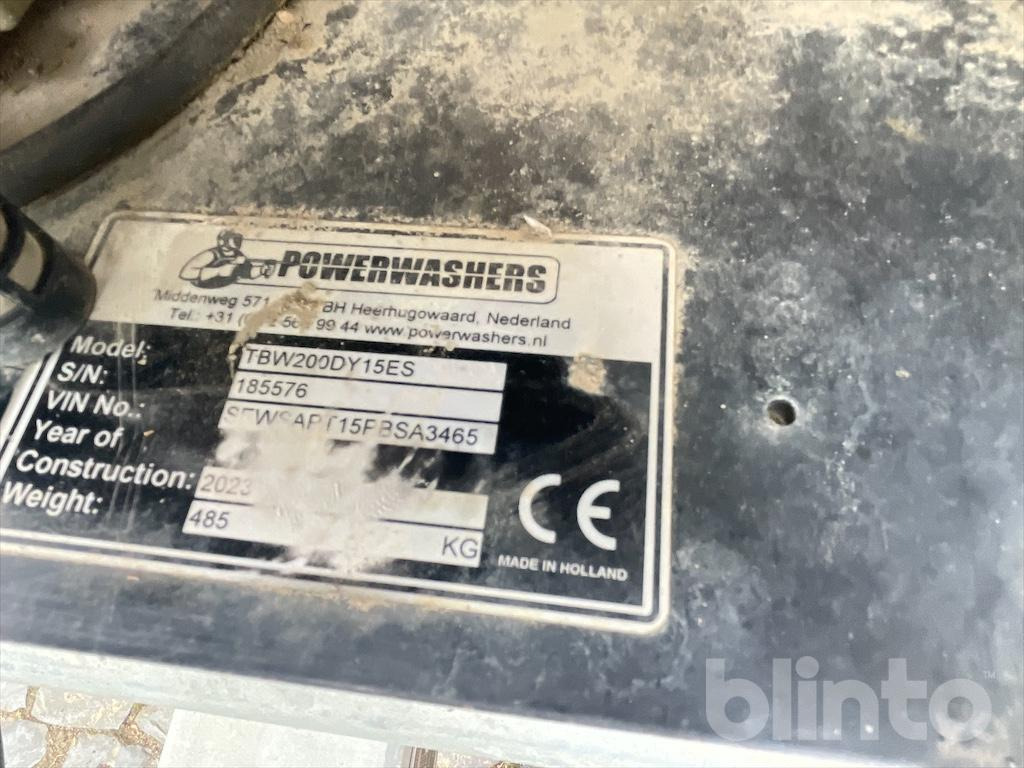 POWERWASHERS
Middenweg 571 BH Heerhugowaard, Nederland
Tel.: +31 99 44 www.powerwashers.nl
Model: TBW200DY15ES
S/N: 185576
VIN No.:
Year of
Construction: 2023
Weight: 485 KG
CE
MADE IN HOLLAND
blinto™